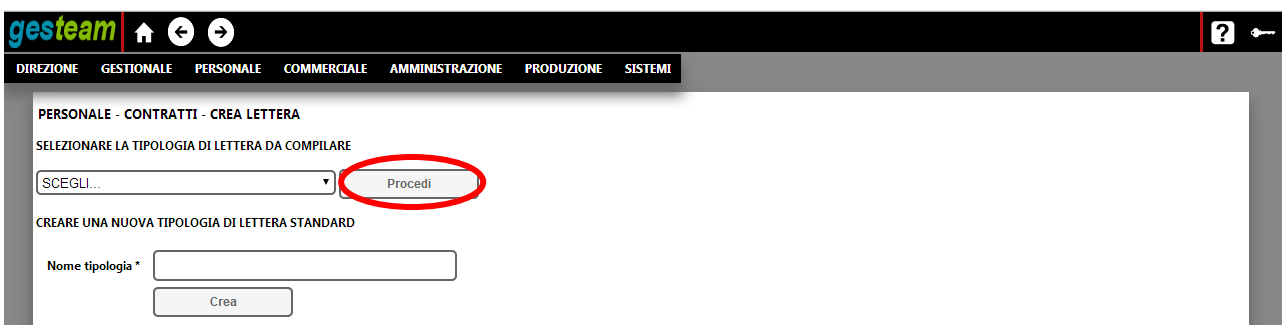 gesteam
?
DIREZIONE GESTIONALE PERSONALE COMMERCIALE AMMINISTRAZIONE PRODUZIONE SISTEMI
PERSONALE - CONTRATTI - CREA LETTERA
SELEZIONARE LA TIPOLOGIA DI LETTERA DA COMPILARE
SCEGLI... Procedi
CREARE UNA NUOVA TIPOLOGIA DI LETTERA STANDARD
Nome tipologia *
Crea